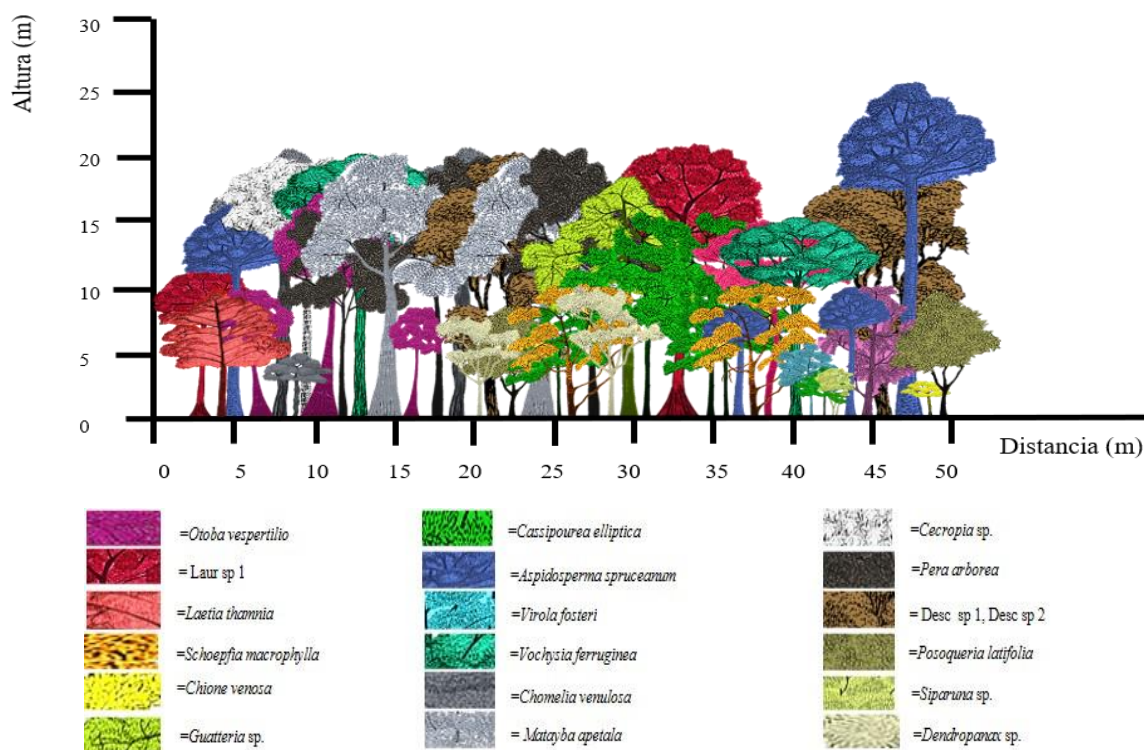 Altura (m)
30
25
20
15
10
5
0
0 5 10 15 20 25 30 35 40 45 50
Distancia (m)
=Otoba vespertilio
= Laur sp 1
=Laetia thamnia
=Schoepfia macrophylla
=Chione venosa
=Guatteria sp.
=Cassipourea elliptica
=Aspidosperma spruceanum
=Virola fosteri
=Vochysia ferruginea
=Chomelia venulosa
= Matayba apetala
=Cecropia sp.
=Pera arborea
= Desc sp 1, Desc sp 2
=Posoqueria latifolia
=Siparuna sp.
=Dendropanax sp.